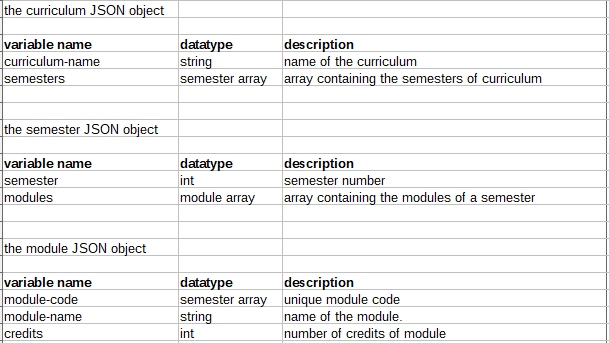 the curriculum JSON object
variable name datatype description
curriculum-name string name of the curriculum
semesters semester array array containing the semesters of curriculum
the semester JSON object
variable name datatype description
semester int semester number
modules module array array containing the modules of a semester
the module JSON object
variable name datatype description
module-code semester array unique module code
module-name string name of the module.
credits int number of credits of module